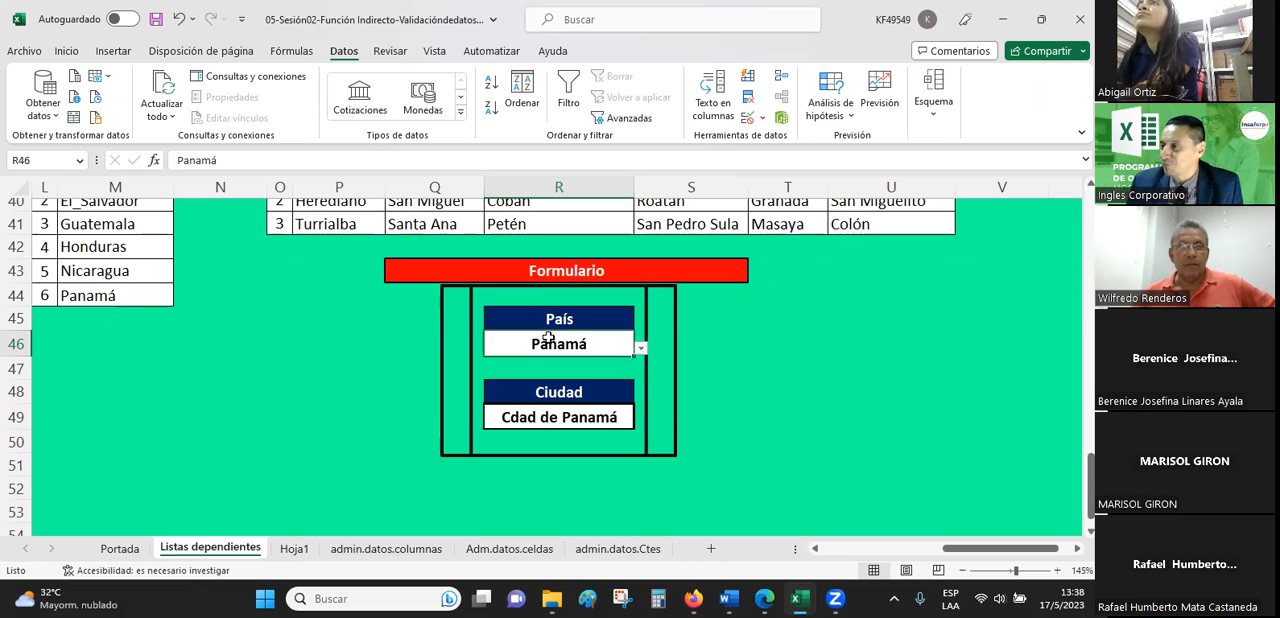 Autoguardado
05-Sesión02-Función Indirecto-Validacióndedatos...
Buscar
KF49549
K
Archivo Inicio Insertar Disposición de página Fórmulas Datos Revisar Vista Automatizar Ayuda
Comentarios
Compartir
Obtener datos
Actualizar todo
Consultas y conexiones
Propiedades
Editar vínculos
Cotizaciones
Monedas
Ordenar
Filtro
Borrar
Volver a aplicar
Avanzadas
Texto en columnas
Análisis de hipótesis
Previsión
Esquema
Obtener y transformar datos
Consultas y conexiones
Tipos de datos
Ordenar y filtrar
Herramientas de datos
Previsión
R46
fx
Panamá
L M N O P Q R S T U V
40 2 El_Salvador 2 Herediano San Miguel Cobán Roatán Granada San Miguelito
41 3 Guatemala 3 Turrialba Santa Ana Petén San Pedro Sula Masaya Colón
42 4 Honduras
43 5 Nicaragua Formulario
44 6 Panamá
45 País
46 Panamá
47
48 Ciudad
49 Cdad de Panamá
50
51
52
53
54
Portada Listas dependientes Hoja1 admin.datos.columnas Adm.datos.celdas admin.datos.Ctes
Listo
Accesibilidad: es necesario investigar
145%
32°C
Mayorm. nublado
Buscar
ESP
LAA
13:38
17/5/2023
Abigail Ortiz
PROGRAM
DE O
Insaforp
Ingles Corporativo
Wilfredo Renderos
Berenice Josefina...
Berenice Josefina Linares Ayala
MARISOL GIRON
MARISOL GIRON
Rafael Humberto...
Rafael Humberto Mata Castaneda